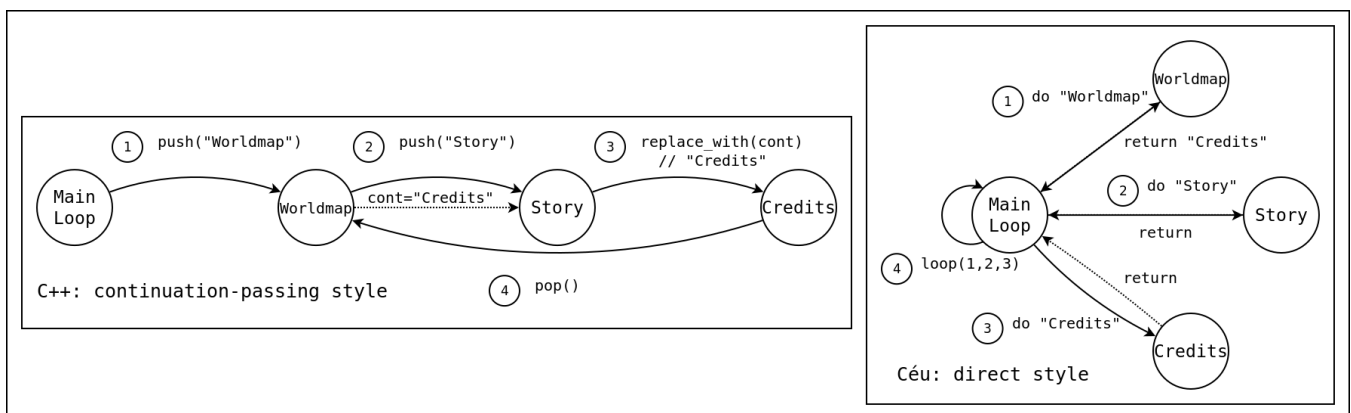 1
push("Worldmap")
2
push("Story")
3
replace_with(cont)
// "Credits"
Main
Loop
Worldmap
cont="Credits"
Story
Credits
C++: continuation-passing style
4
pop()
Worldmap
1
do "Worldmap"
return "Credits"
2
do "Story"
Main
Loop
Story
return
4
loop(1,2,3)
return
3
do "Credits"
Credits
Céu: direct style